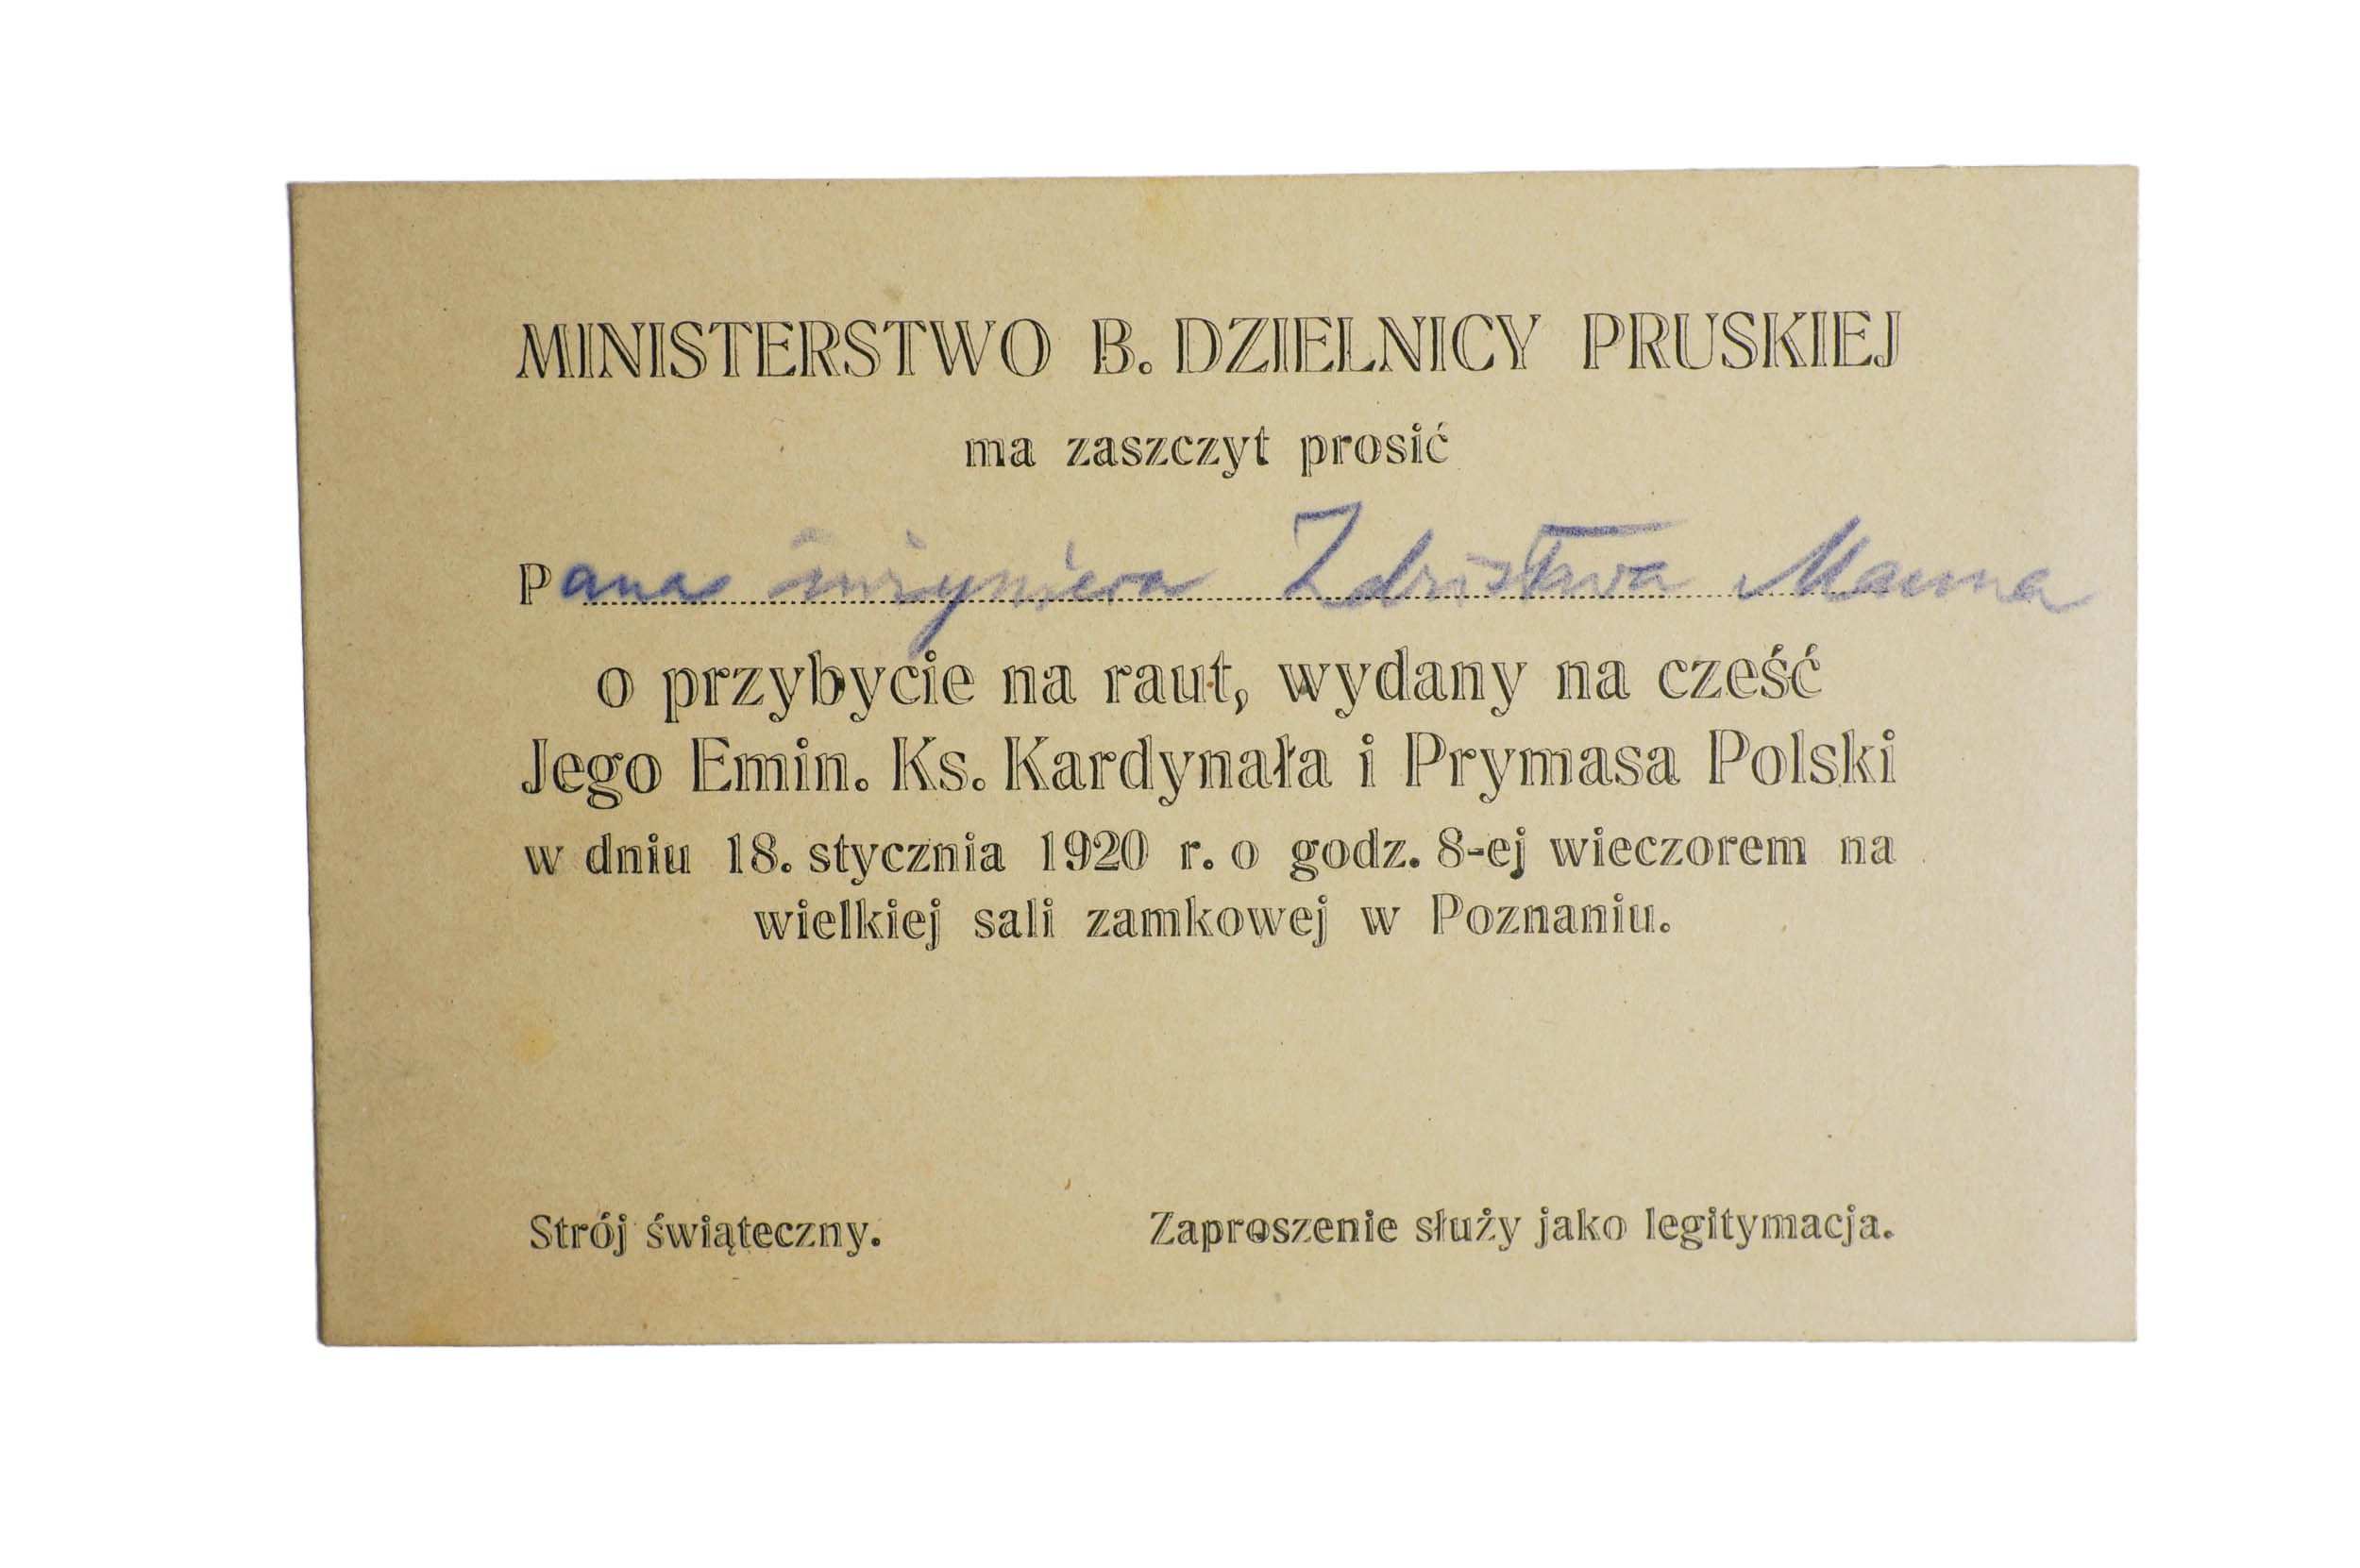 MINISTERSTWO B. DZIELNICY PRUSKIEJ
ma zaszczyt prosić
Pana inżyniera Manna
o przybycie na raut, wydany na cześć
Jego Emin. Ks. Kardynała i Prymasa Polski
w dniu 18. stycznia 1920 r. o godz. 8-ej wieczorem na
wielkiej sali zamkowej w Poznaniu.
Strój świąteczny.
Zaproszenie służy jako legitymacja.